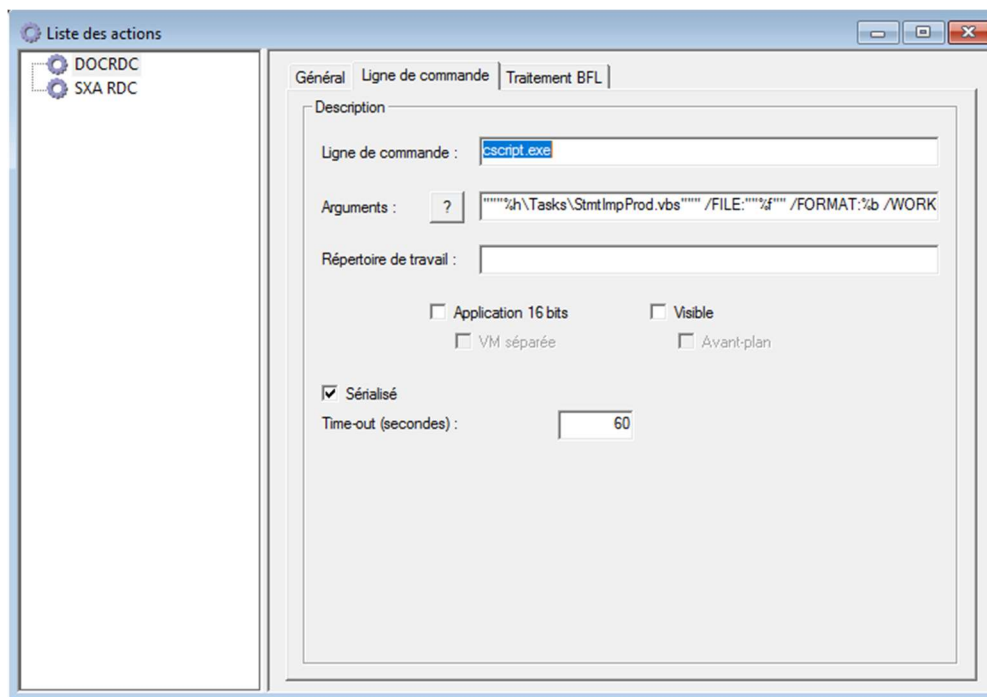 Liste des actions
DOCRDC
SXA RDC
Général Ligne de commande Traitement BFL
Description
Ligne de commande : cscript.exe
Arguments : ? """%h\Tasks\StmtImpProd.vbs""" /FILE:""%f"" /FORMAT:%b /WORK
Répertoire de travail :
Application 16 bits Visible
VM séparée Avant-plan
Sérialisé
Time-out (secondes) : 60